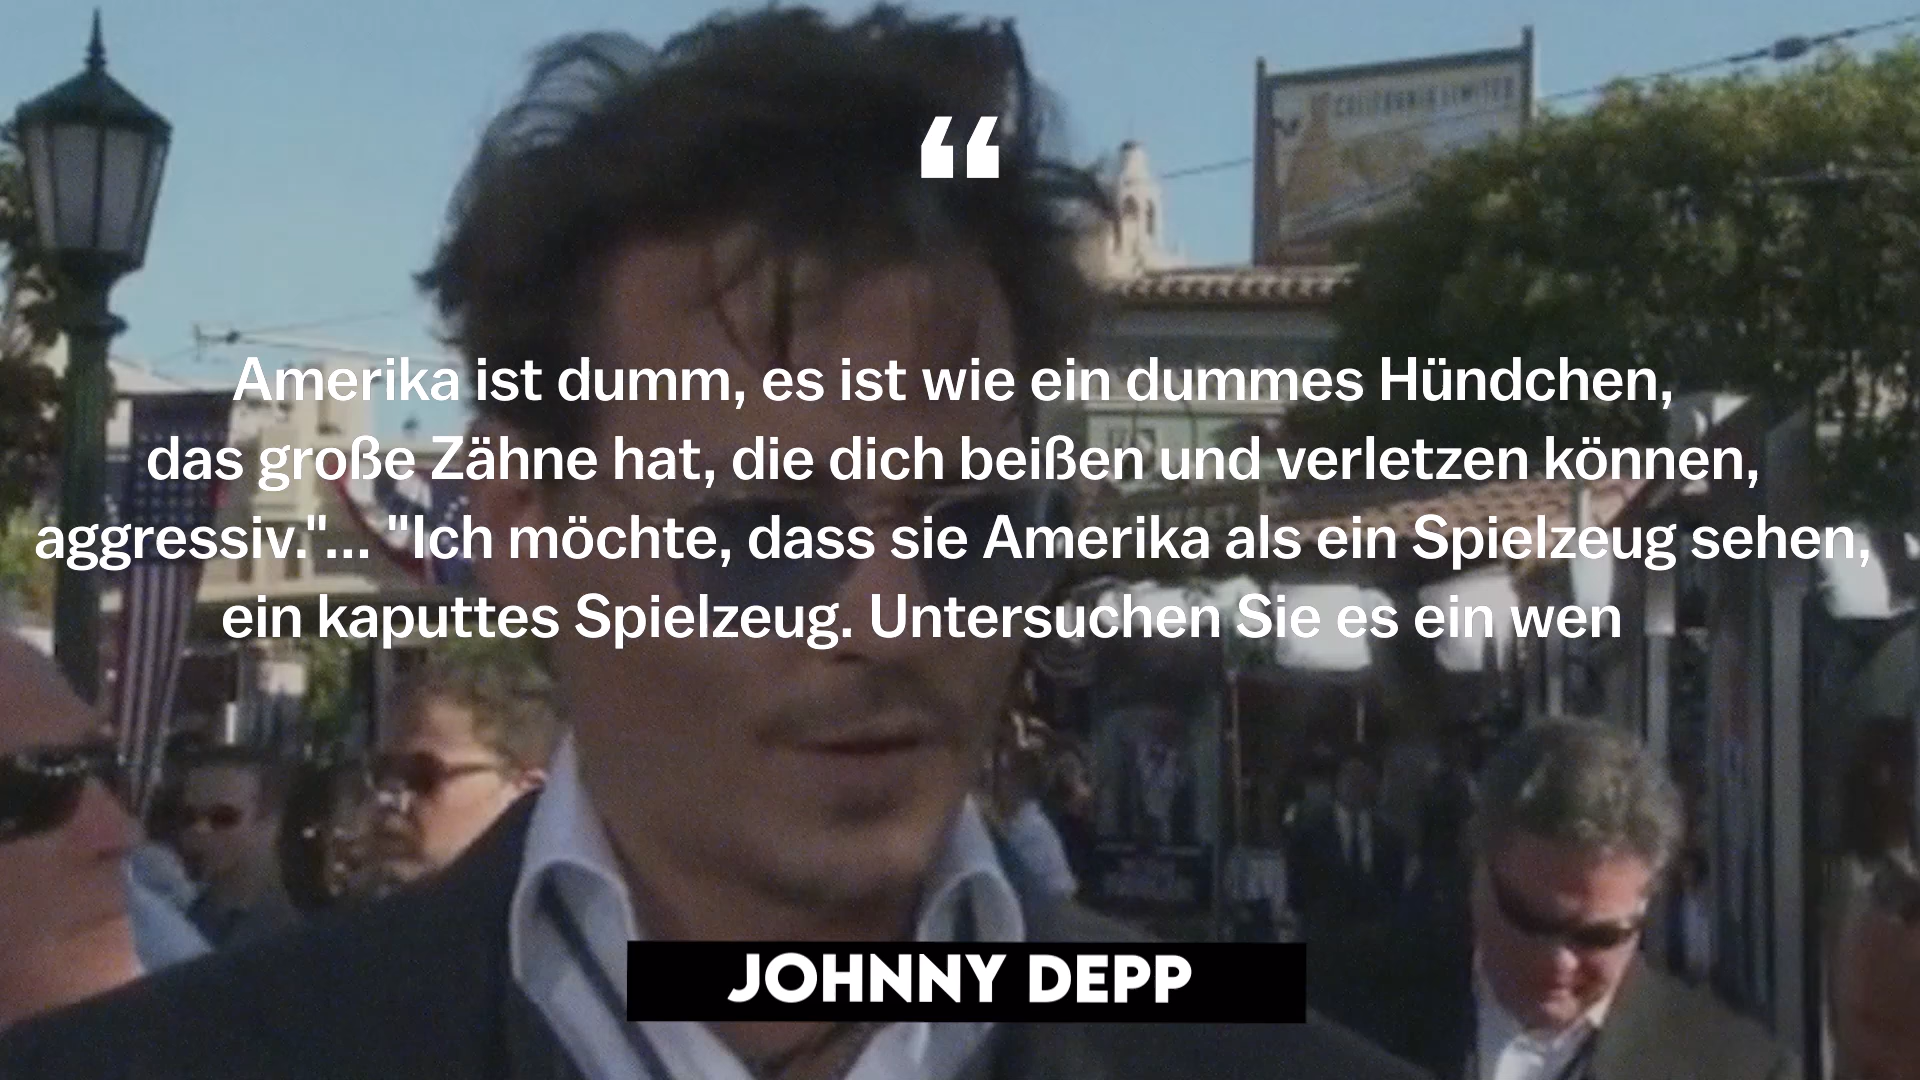 CALIFORNIA LIMITED
“
Amerika ist dumm, es ist wie ein dummes Hündchen,
das große Zähne hat, die dich beißen und verletzen können,
aggressiv."... "Ich möchte, dass sie Amerika als ein Spielzeug sehen,
ein kaputtes Spielzeug. Untersuchen Sie es ein wen
JOHNNY DEPP